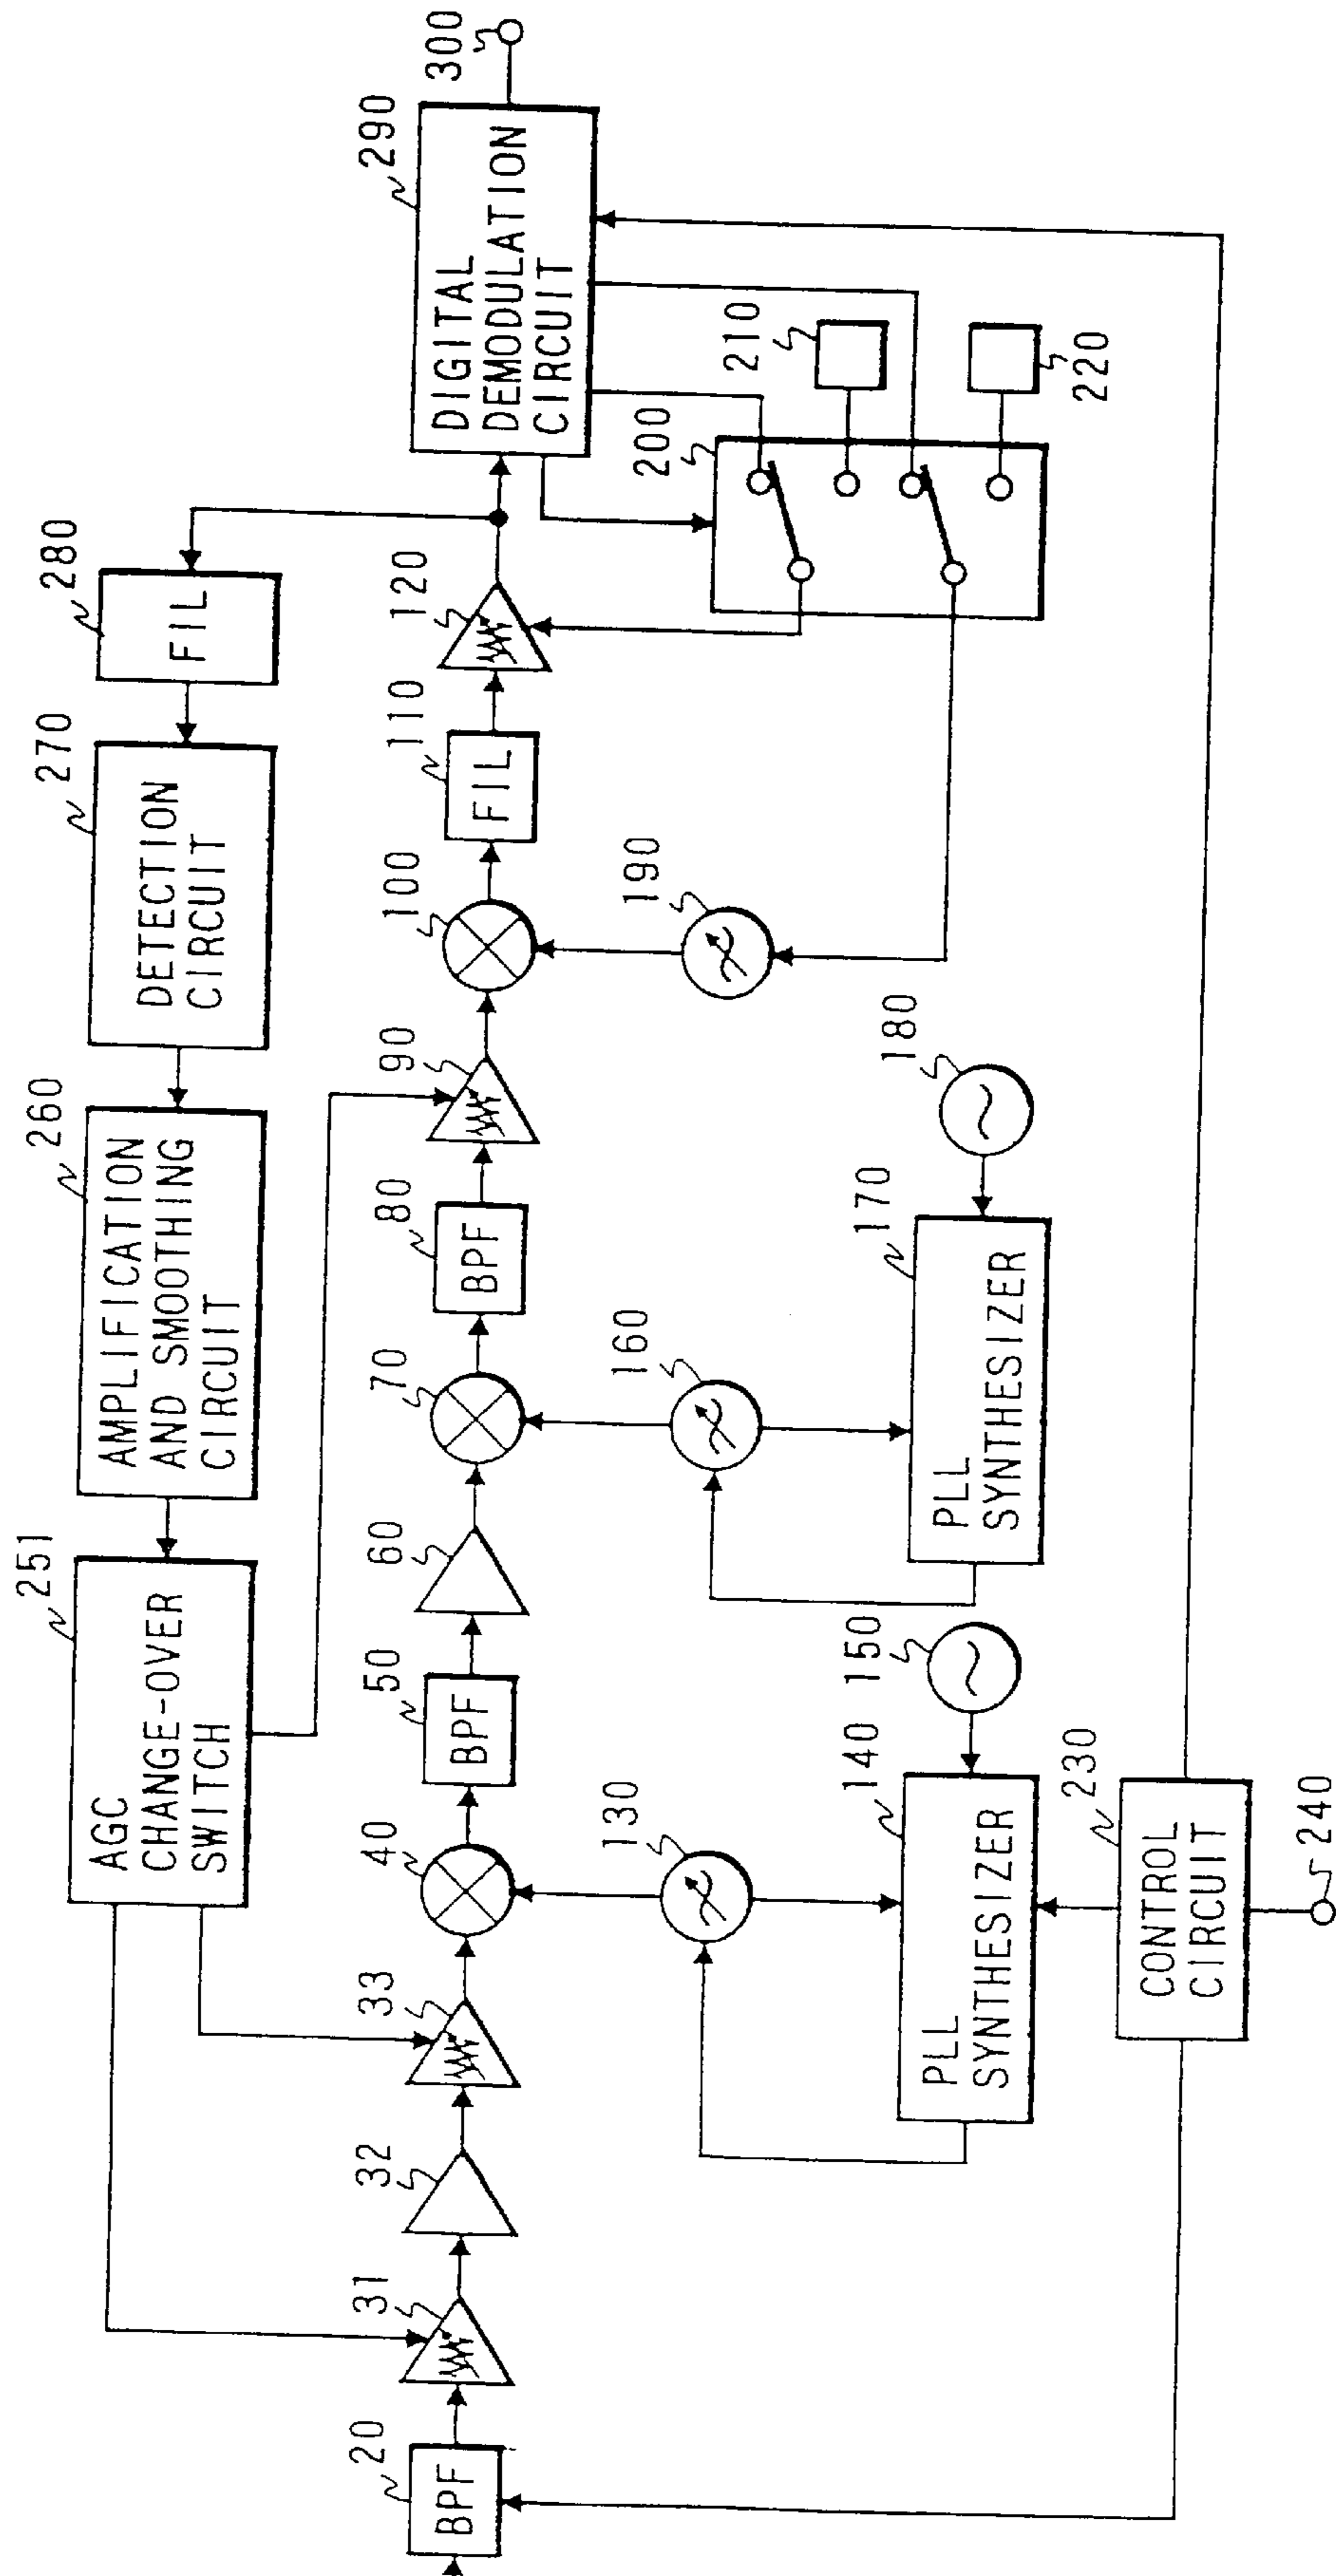 251
AGC
CHANGE-OVER
SWITCH
260
AMPLIFICATION
AND SMOOTHING
CIRCUIT
270
DETECTION
CIRCUIT
280
FIL
20
BPF
31
32
33
40
50
BPF
60
70
80
BPF
90
100
110
FIL
120
290
DIGITAL
DEMODULATION
CIRCUIT
300
130
160
190
200
210
220
140
PLL
SYNTHESIZER
150
170
PLL
SYNTHESIZER
180
230
CONTROL
CIRCUIT
240